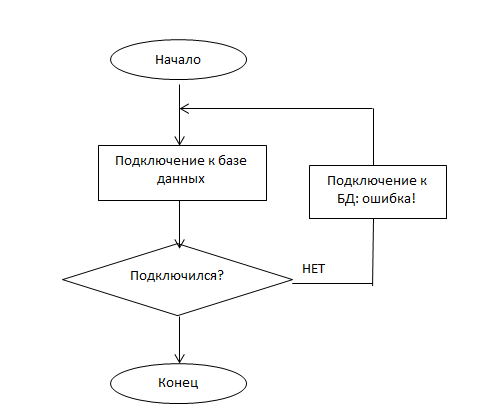 Начало
Подключение к базе
данных
Подключение к
БД: ошибка!
Подключился?
НЕТ
Конец